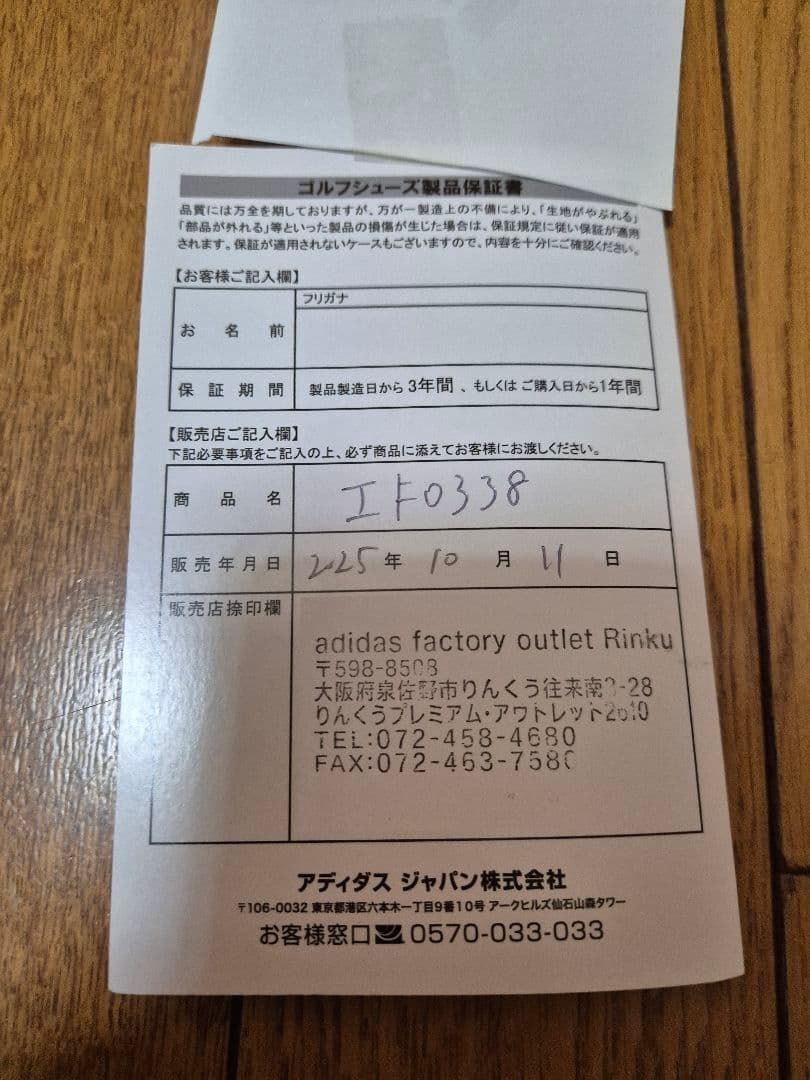 ゴルフシューズ製品保証書
品質には万全を期しておりますが、万が一製造上の不備により、「生地がやぶれる」
「部品が外れる」等といった製品の損傷が生じた場合は、保証規定に従い保証が適用
されます。保証が適用されないケースもございますので、内容を十分にご確認ください。
【お客様ご記入欄】
フリガナ
お名前
保証期間 製品製造日から3年間、もしくはご購入日から1年間
【販売店ご記入欄】
下記必要事項をご記入の上、必ず商品に添えてお客様にお渡しください。
商品名 IF0338
販売年月日 2025年10月11日
販売店捺印欄
adidas factory outlet Rinku
〒598-8508
大阪府泉佐野市りんくう往来南3-28
りんくうプレミアム・アウトレット2610
TEL:072-458-4680
FAX:072-463-7580
アディダス ジャパン株式会社
〒106-0032 東京都港区六本木一丁目9番10号 アークヒルズ仙石山森タワー
お客様窓口 0570-033-033